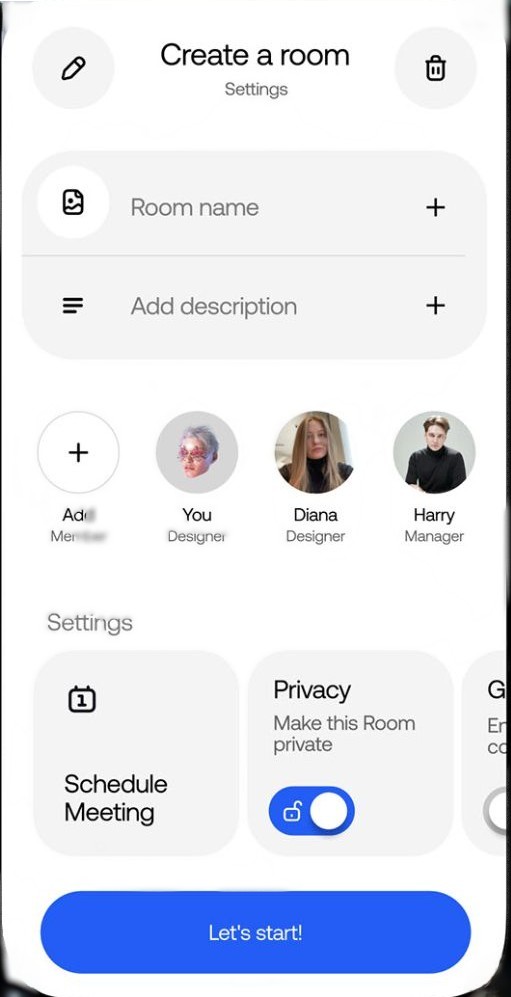 Create a room
Settings
Room name
Add description
Add
You
Diana
Harry
Designer
Designer
Manager
Settings
Schedule
Meeting
Privacy
Make this Room
private
Let's start!